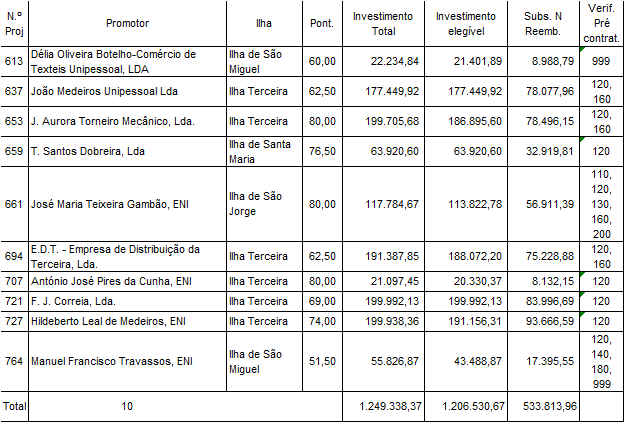 N.º Proj Promotor Ilha Pont. Investimento Total Investimento elegível Subs. N Reemb. Verif. Pré contrat.
613 Délia Oliveira Botelho-Comércio de Texteis Unipessoal, LDA Ilha de São Miguel 60,00 22.234,84 21.401,89 8.988,79 999
637 João Medeiros Unipessoal Lda Ilha Terceira 62,50 177.449,92 177.449,92 78.077,96 120, 160
653 J. Aurora Torneiro Mecânico, Lda. Ilha Terceira 80,00 199.705,68 186.895,60 78.496,15 120, 160
659 T. Santos Dobreira, Lda Ilha de Santa Maria 76,50 63.920,60 63.920,60 32.919,81 120
661 José Maria Teixeira Gambão, ENI Ilha de São Jorge 80,00 117.784,67 113.822,78 56.911,39 110, 120, 130, 160, 200
694 E.D.T. - Empresa de Distribuição da Terceira, Lda. Ilha Terceira 62,50 191.387,85 188.072,20 75.228,88 120, 160
707 António José Pires da Cunha, ENI Ilha Terceira 80,00 21.097,45 20.330,37 8.132,15 120
721 F. J. Correia, Lda. Ilha Terceira 69,00 199.992,13 199.992,13 83.996,69 120
727 Hildeberto Leal de Medeiros, ENI Ilha Terceira 74,00 199.938,36 191.156,31 93.666,59 120
764 Manuel Francisco Travassos, ENI Ilha de São Miguel 51,50 55.826,87 43.488,87 17.395,55 120, 140, 180, 999
Total 10 1.249.338,37 1.206.530,67 533.813,96